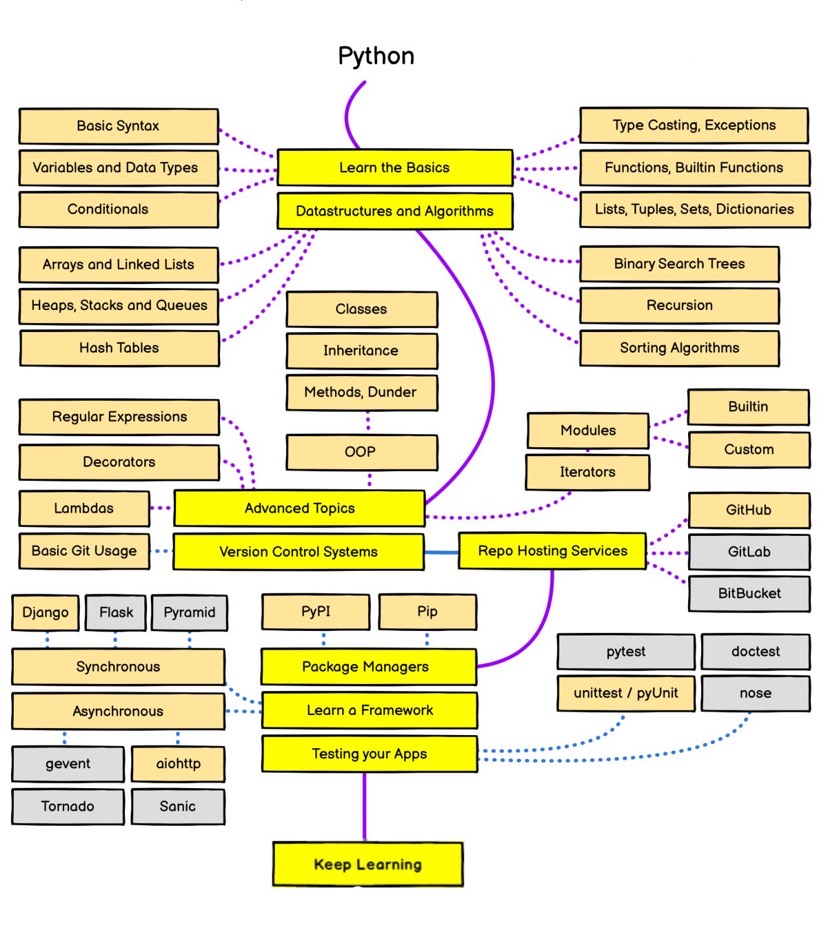 Python
Basic Syntax
Variables and Data Types
Conditionals
Learn the Basics
Datastructures and Algorithms
Type Casting, Exceptions
Functions, Builtin Functions
Lists, Tuples, Sets, Dictionaries
Arrays and Linked Lists
Heaps, Stacks and Queues
Hash Tables
Binary Search Trees
Recursion
Sorting Algorithms
Classes
Inheritance
Methods, Dunder
OOP
Regular Expressions
Decorators
Lambdas
Advanced Topics
Modules
Iterators
Builtin
Custom
Basic Git Usage
Version Control Systems
Repo Hosting Services
GitHub
GitLab
BitBucket
Django
Flask
Pyramid
Synchronous
Asynchronous
gevent
aiohttp
Tornado
Sanic
PyPI
Pip
Package Managers
Learn a Framework
Testing your Apps
pytest
doctest
unittest / pyUnit
nose
Keep Learning